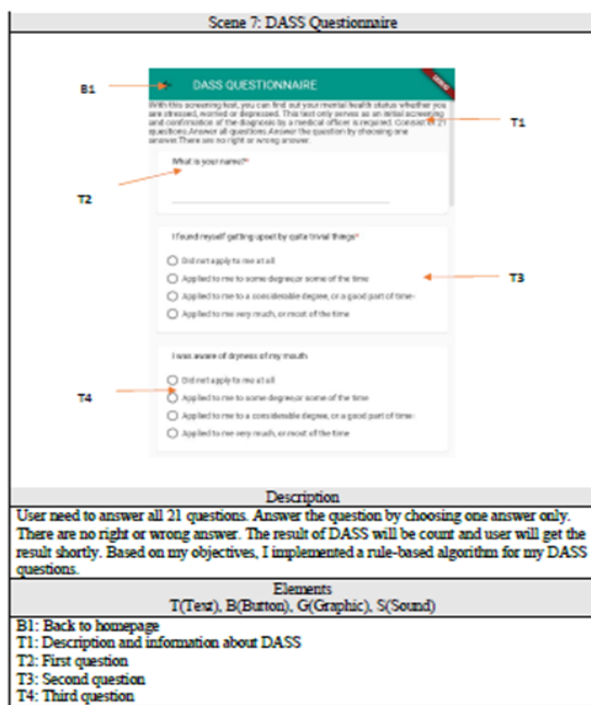 Scene 7: DASS Questionnaire
B1
DASS QUESTIONNAIRE
With this screening test, you can find out your mental health status whether you
are stressed, worried or depressed. This test only serves as an initial screening
and confirmation of the diagnosis by a medical officer is required. Consist of 21
questions.Answer all questions.Answer the question by choosing one
answer.There are no right or wrong answer.
T1
What is your name?*
T2
I found myself getting upset by quite trivial things*
Did not apply to me at all
Applied to me to some degree,or some of the time
T3
Applied to me to a considerable degree, or a good part of time-
Applied to me very much, or most of the time
I was aware of dryness of my mouth
Did not apply to me at all
T4
Applied to me to some degree,or some of the time
Applied to me to a considerable degree, or a good part of time-
Applied to me very much, or most of the time
Description
User need to answer all 21 questions. Answer the question by choosing one answer only.
There are no right or wrong answer. The result of DASS will be count and user will get the
result shortly. Based on my objectives, I implemented a rule-based algorithm for my DASS
questions.
Elements
T(Text), B(Button), G(Graphic), S(Sound)
B1: Back to homepage
T1: Description and information about DASS
T2: First question
T3: Second question
T4: Third question